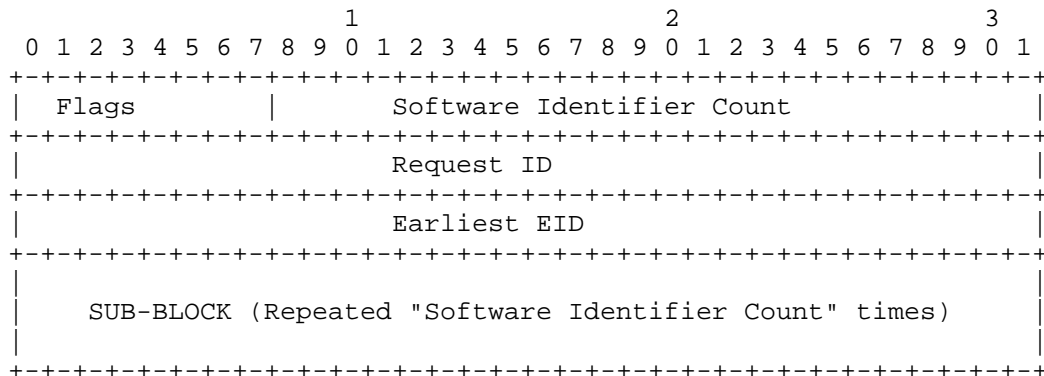 1                   2                   3
 0 1 2 3 4 5 6 7 8 9 0 1 2 3 4 5 6 7 8 9 0 1 2 3 4 5 6 7 8 9 0 1
+-+-+-+-+-+-+-+-+-+-+-+-+-+-+-+-+-+-+-+-+-+-+-+-+-+-+-+-+-+-+-+-+
|  Flags        |       Software Identifier Count               |
+-+-+-+-+-+-+-+-+-+-+-+-+-+-+-+-+-+-+-+-+-+-+-+-+-+-+-+-+-+-+-+-+
|                       Request ID                              |
+-+-+-+-+-+-+-+-+-+-+-+-+-+-+-+-+-+-+-+-+-+-+-+-+-+-+-+-+-+-+-+-+
|                       Earliest EID                            |
+-+-+-+-+-+-+-+-+-+-+-+-+-+-+-+-+-+-+-+-+-+-+-+-+-+-+-+-+-+-+-+-+
|                                                               |
|    SUB-BLOCK (Repeated "Software Identifier Count" times)     |
|                                                               |
+-+-+-+-+-+-+-+-+-+-+-+-+-+-+-+-+-+-+-+-+-+-+-+-+-+-+-+-+-+-+-+-+